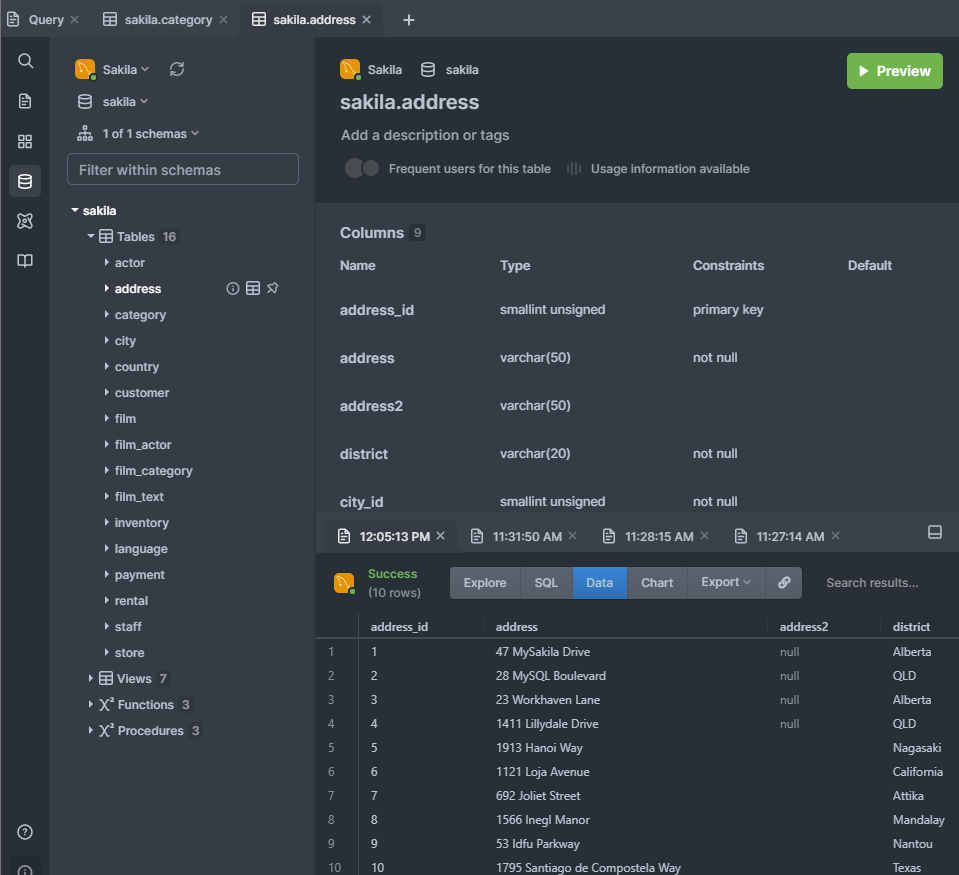 Query
sakila.category
sakila.address
Sakila
sakila
1 of 1 schemas
Filter within schemas
sakila
Tables 16
actor
address
category
city
country
customer
film
film_actor
film_category
film_text
inventory
language
payment
rental
staff
store
Views 7
Functions 3
Procedures 3
Sakila sakila
Preview
sakila.address
Add a description or tags
Frequent users for this table Usage information available
Columns 9
Name Type Constraints Default
address_id smallint unsigned primary key
address varchar(50) not null
address2 varchar(50)
district varchar(20) not null
city_id smallint unsigned not null
12:05:13 PM 11:31:50 AM 11:28:15 AM 11:27:14 AM
Success
(10 rows)
Explore SQL Data Chart Export Search results...
address_id address address2 district
1 1 47 MySakila Drive null Alberta
2 2 28 MySQL Boulevard null QLD
3 3 23 Workhaven Lane null Alberta
4 4 1411 Lillydale Drive null QLD
5 5 1913 Hanoi Way Nagasaki
6 6 1121 Loja Avenue California
7 7 692 Joliet Street Attika
8 8 1566 Inegl Manor Mandalay
9 9 53 Idfu Parkway Nantou
10 10 1795 Santiago de Compostela Way Texas